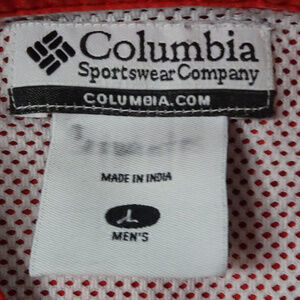 Columbia
Sportswear Company
COLUMBIA.COM
MADE IN INDIA
L
MEN'S